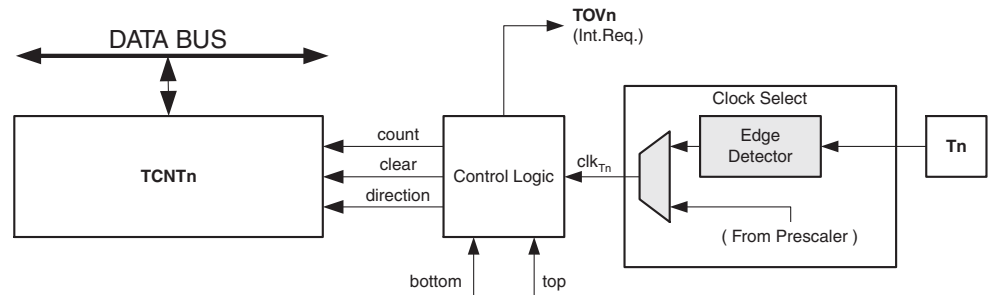 TOVn
(Int.Req.)
DATA BUS
Clock Select
count
Edge
Detector
Tn
TCNTn
clear
Control Logic
clkTn
direction
( From Prescaler )
bottom
top